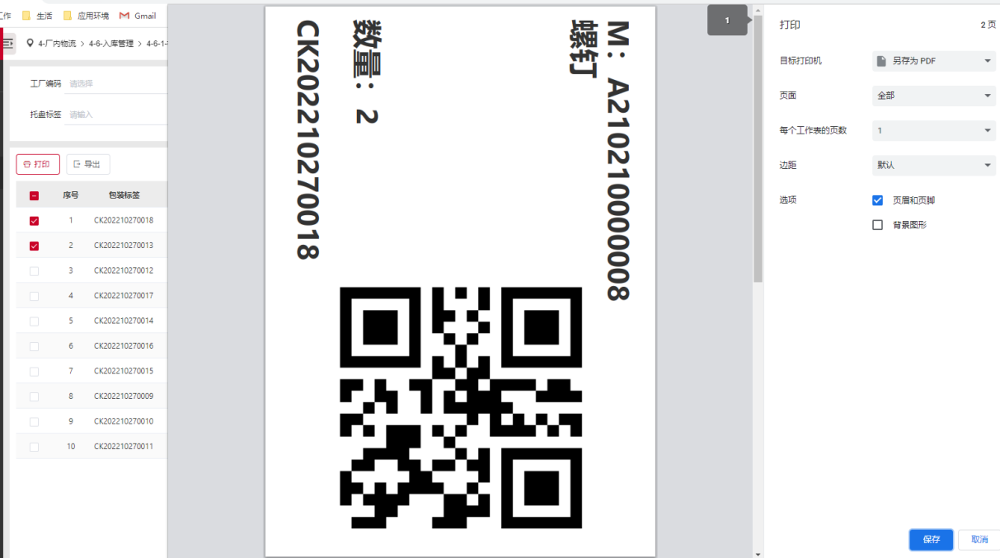 工作 生活 应用环境 Gmail
4-厂内物流 > 4-6-入库管理 > 4-6-1-
工厂编码 请选择
托盘标签 请输入
打印 导出
序号 包装标签
1 CK202210270018
2 CK202210270013
3 CK202210270012
4 CK202210270017
5 CK202210270014
6 CK202210270016
7 CK202210270015
8 CK202210270009
9 CK202210270010
10 CK202210270011
M：A210210000008
螺钉
数量：2
CK202210270018
1
打印 2 页
目标打印机 另存为 PDF
页面 全部
每个工作表的页数 1
边距 默认
选项 页眉和页脚
背景图形
保存 取消